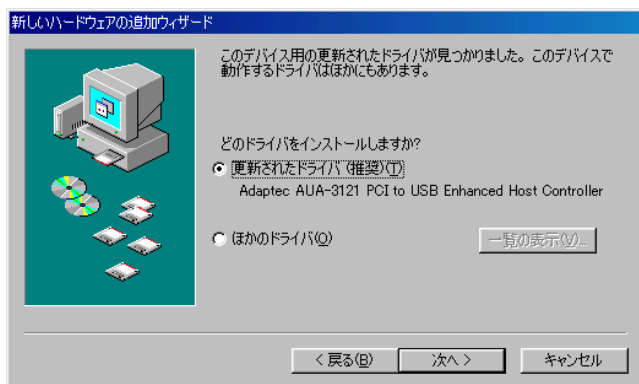 新しいハードウェアの追加ウィザード
このデバイス用の更新されたドライバが見つかりました。このデバイスで
動作するドライバはほかにもあります。
どのドライバをインストールしますか?
更新されたドライバ (推奨)(T)
Adaptec AUA-3121 PCI to USB Enhanced Host Controller
ほかのドライバ(O)
一覧の表示(V)...
< 戻る(B)
次へ >
キャンセル